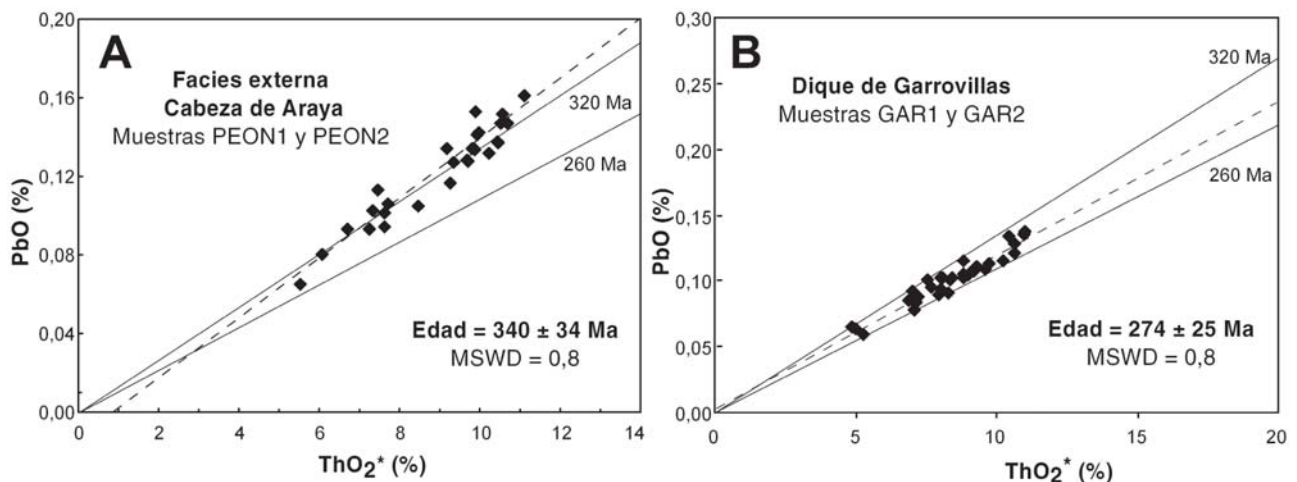 A
Facies externa
Cabeza de Araya
Muestras PEON1 y PEON2
320 Ma
260 Ma
Edad = 340 ± 34 Ma
MSWD = 0,8
PbO (%)
0,20
0,16
0,12
0,08
0,04
0,00
0 2 4 6 8 10 12 14
ThO2* (%)
B
Dique de Garrovillas
Muestras GAR1 y GAR2
320 Ma
260 Ma
Edad = 274 ± 25 Ma
MSWD = 0,8
PbO (%)
0,30
0,25
0,20
0,15
0,10
0,05
0,00
0 5 10 15 20
ThO2* (%)